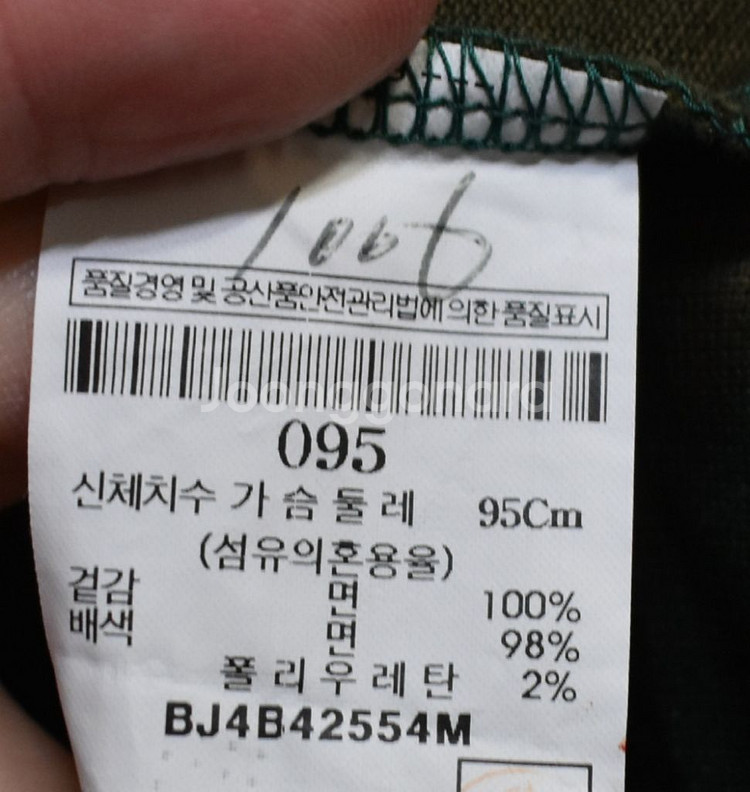 1006
품질경영 및 공산품안전관리법에 의한 품질표시
Joonggonara
095
신체치수 가 슴 둘 레 95Cm
(섬유의혼용율)
겉감 면 100%
배색 면 98%
폴 리 우 레 탄 2%
BJ4B42554M